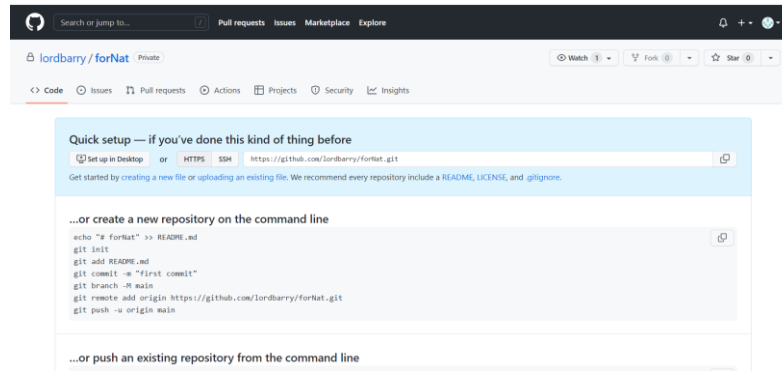 Search or jump to... / Pull requests Issues Marketplace Explore
lordbarry / forNat Private Watch 1 Fork 0 Star 0
<> Code Issues Pull requests Actions Projects Security Insights
Quick setup — if you've done this kind of thing before
Set up in Desktop or HTTPS SSH https://github.com/lordbarry/forNat.git
Get started by creating a new file or uploading an existing file. We recommend every repository include a README, LICENSE, and .gitignore.
...or create a new repository on the command line
echo "# forNat" >> README.md
git init
git add README.md
git commit -m "first commit"
git branch -M main
git remote add origin https://github.com/lordbarry/forNat.git
git push -u origin main
...or push an existing repository from the command line